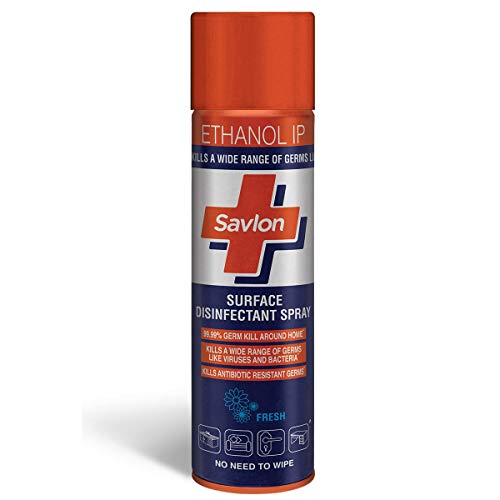 ETHANOL IP
KILLS A WIDE RANGE OF GERMS
Savlon
SURFACE
DISINFECTANT SPRAY
99.99% GERM KILL AROUND HOME*
KILLS A WIDE RANGE OF GERMS
LIKE VIRUSES AND BACTERIA
KILLS ANTIBIOTIC RESISTANT GERMS*
FRESH
NO NEED TO WIPE